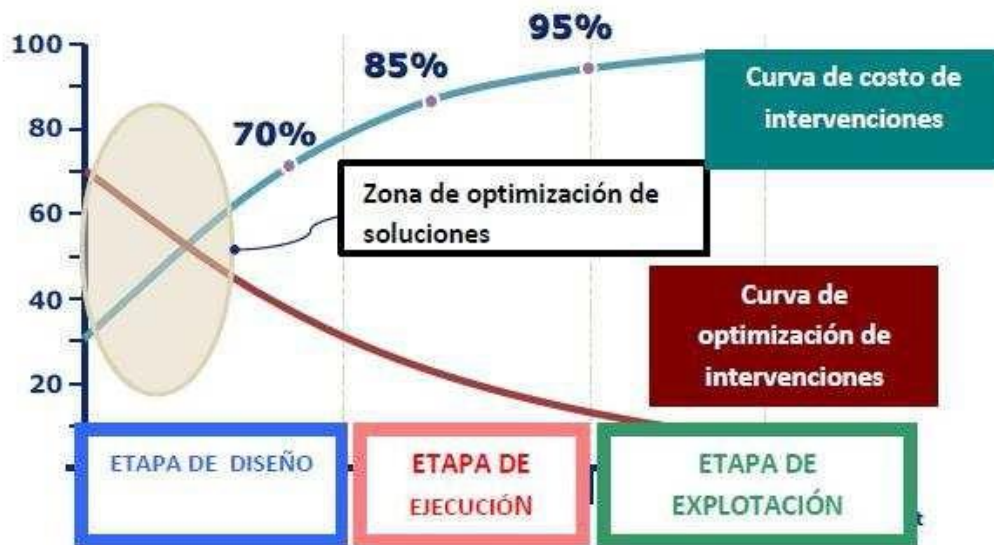 100
80
60
40
20
70%
85%
95%
Curva de costo de
intervenciones
Zona de optimización de
soluciones
Curva de
optimización de
intervenciones
ETAPA DE DISEÑO
ETAPA DE
EJECUCIÓN
ETAPA DE
EXPLOTACIÓN
t